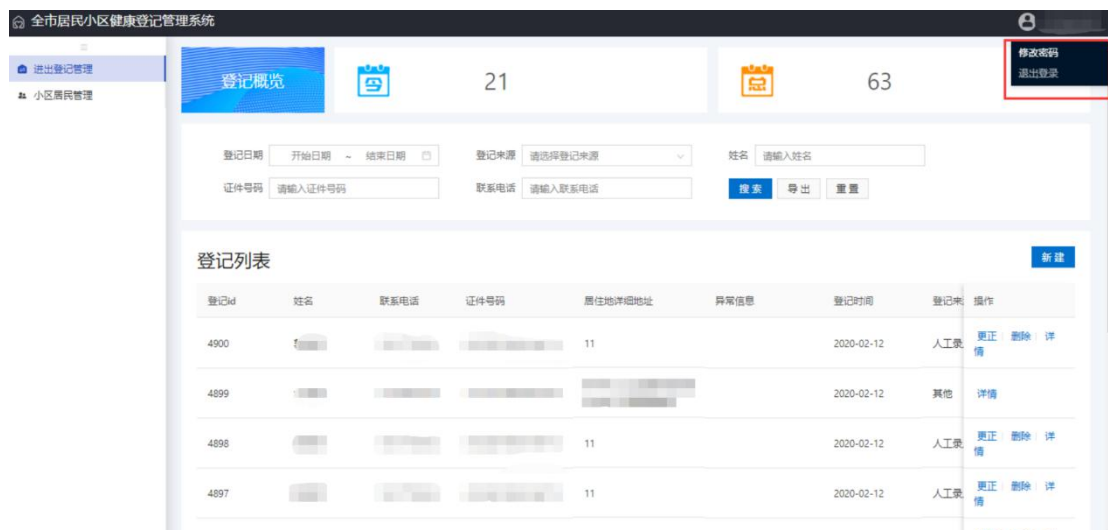 全市居民小区健康登记管理系统
修改密码
退出登录
进出登记管理
小区居民管理
登记概览
今
21
总
63
登记日期 开始日期 ~ 结束日期 登记来源 请选择登记来源 姓名 请输入姓名
证件号码 请输入证件号码 联系电话 请输入联系电话 搜索 导出 重置
登记列表 新建
登记id 姓名 联系电话 证件号码 居住地详细地址 异常信息 登记时间 登记来 操作
4900 11 2020-02-12 人工录 更正 删除 详
情
4899 2020-02-12 其他 详情
4898 11 2020-02-12 人工录 更正 删除 详
情
4897 11 2020-02-12 人工录 更正 删除 详
情